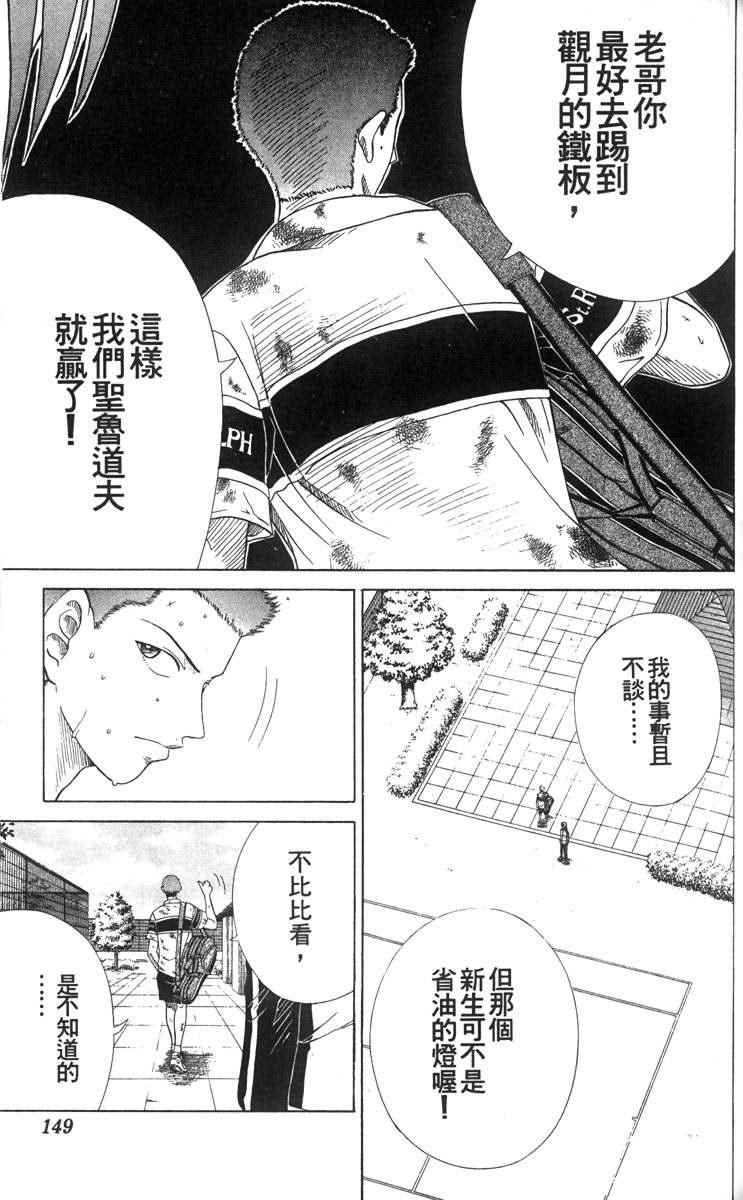 老哥你
最好去踢到
觀月的鐵板，
St.R
LPH
這樣
我們聖魯道夫
就贏了！
我的事暫且
不談……
但那個
新生可不是
省油的燈喔！
不比比看，
是不知道的
……
149